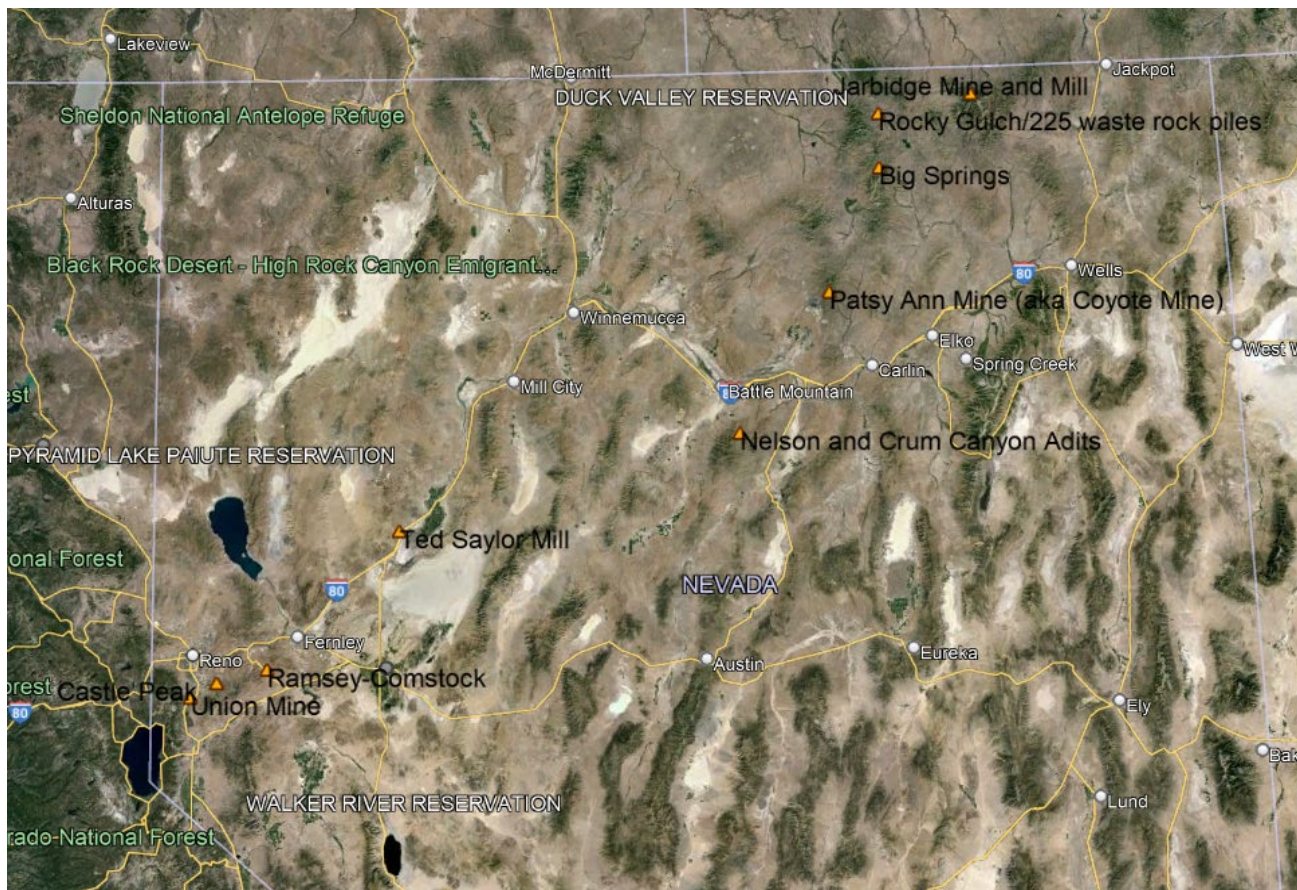 Lakeview
McDermitt
Jackpot
DUCK VALLEY RESERVATION
Jarbidge Mine and Mill
Sheldon National Antelope Refuge
Rocky Gulch/225 waste rock piles
Big Springs
Alturas
Black Rock Desert - High Rock Canyon Emigrant...
80
Wells
Patsy Ann Mine (aka Coyote Mine)
Winnemucca
Elko
West W
Spring Creek
Carlin
Mill City
80
Battle Mountain
est
Nelson and Crum Canyon Adits
PYRAMID LAKE PAIUTE RESERVATION
Ted Saylor Mill
onal Forest
NEVADA
80
Fernley
Reno
Austin
Eureka
Ramsey-Comstock
orest
Castle Peak
Union Mine
80
Ely
Bak
WALKER RIVER RESERVATION
Lund
rado National Forest